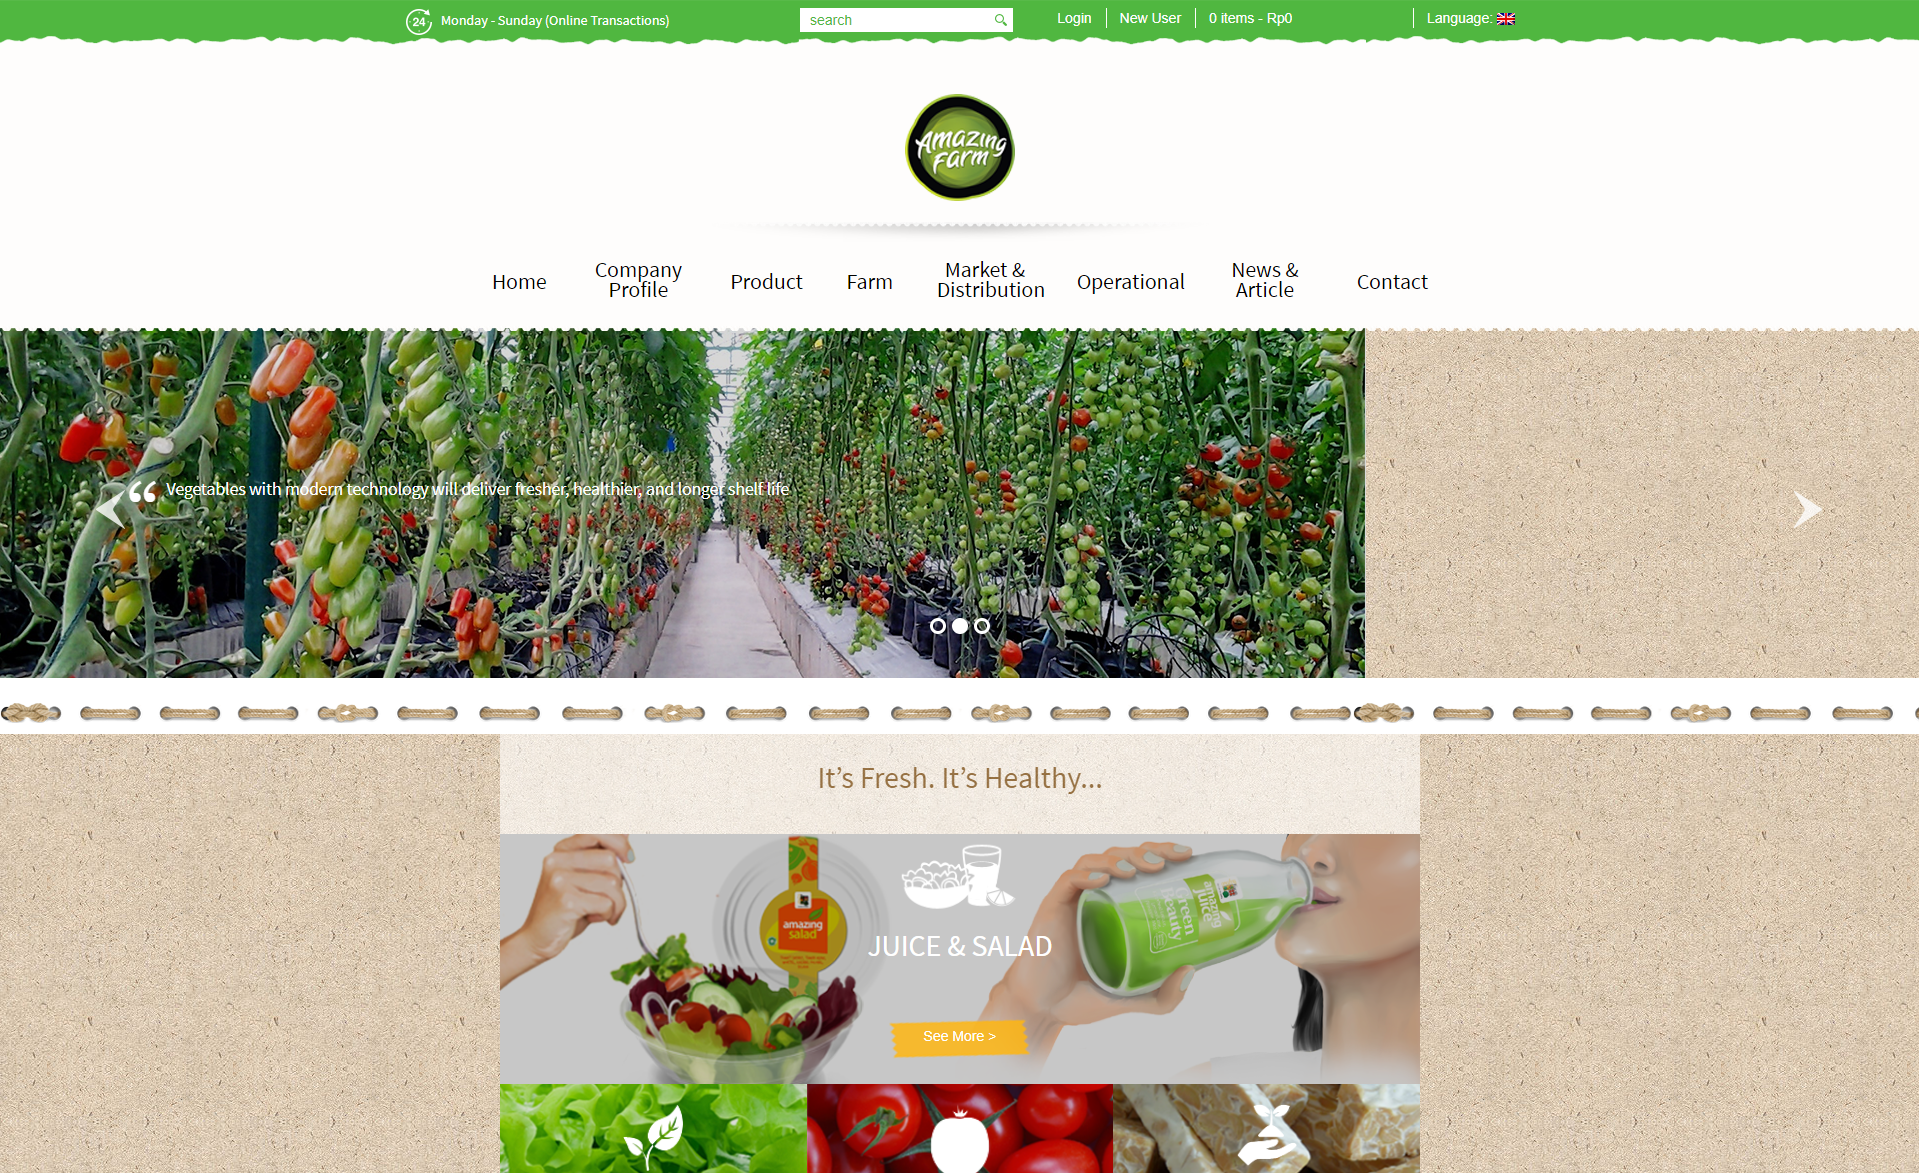 24
Monday - Sunday (Online Transactions)
search
Login
New User
0 items - Rp0
Language:
Amazing
Farm
Home
Company
Profile
Product
Farm
Market &
Distribution
Operational
News &
Article
Contact
“ Vegetables with modern technology will deliver fresher, healthier, and longer shelf life
It’s Fresh. It’s Healthy...
amazing
salad
amazing
juice
Green
Beauty
JUICE & SALAD
See More >